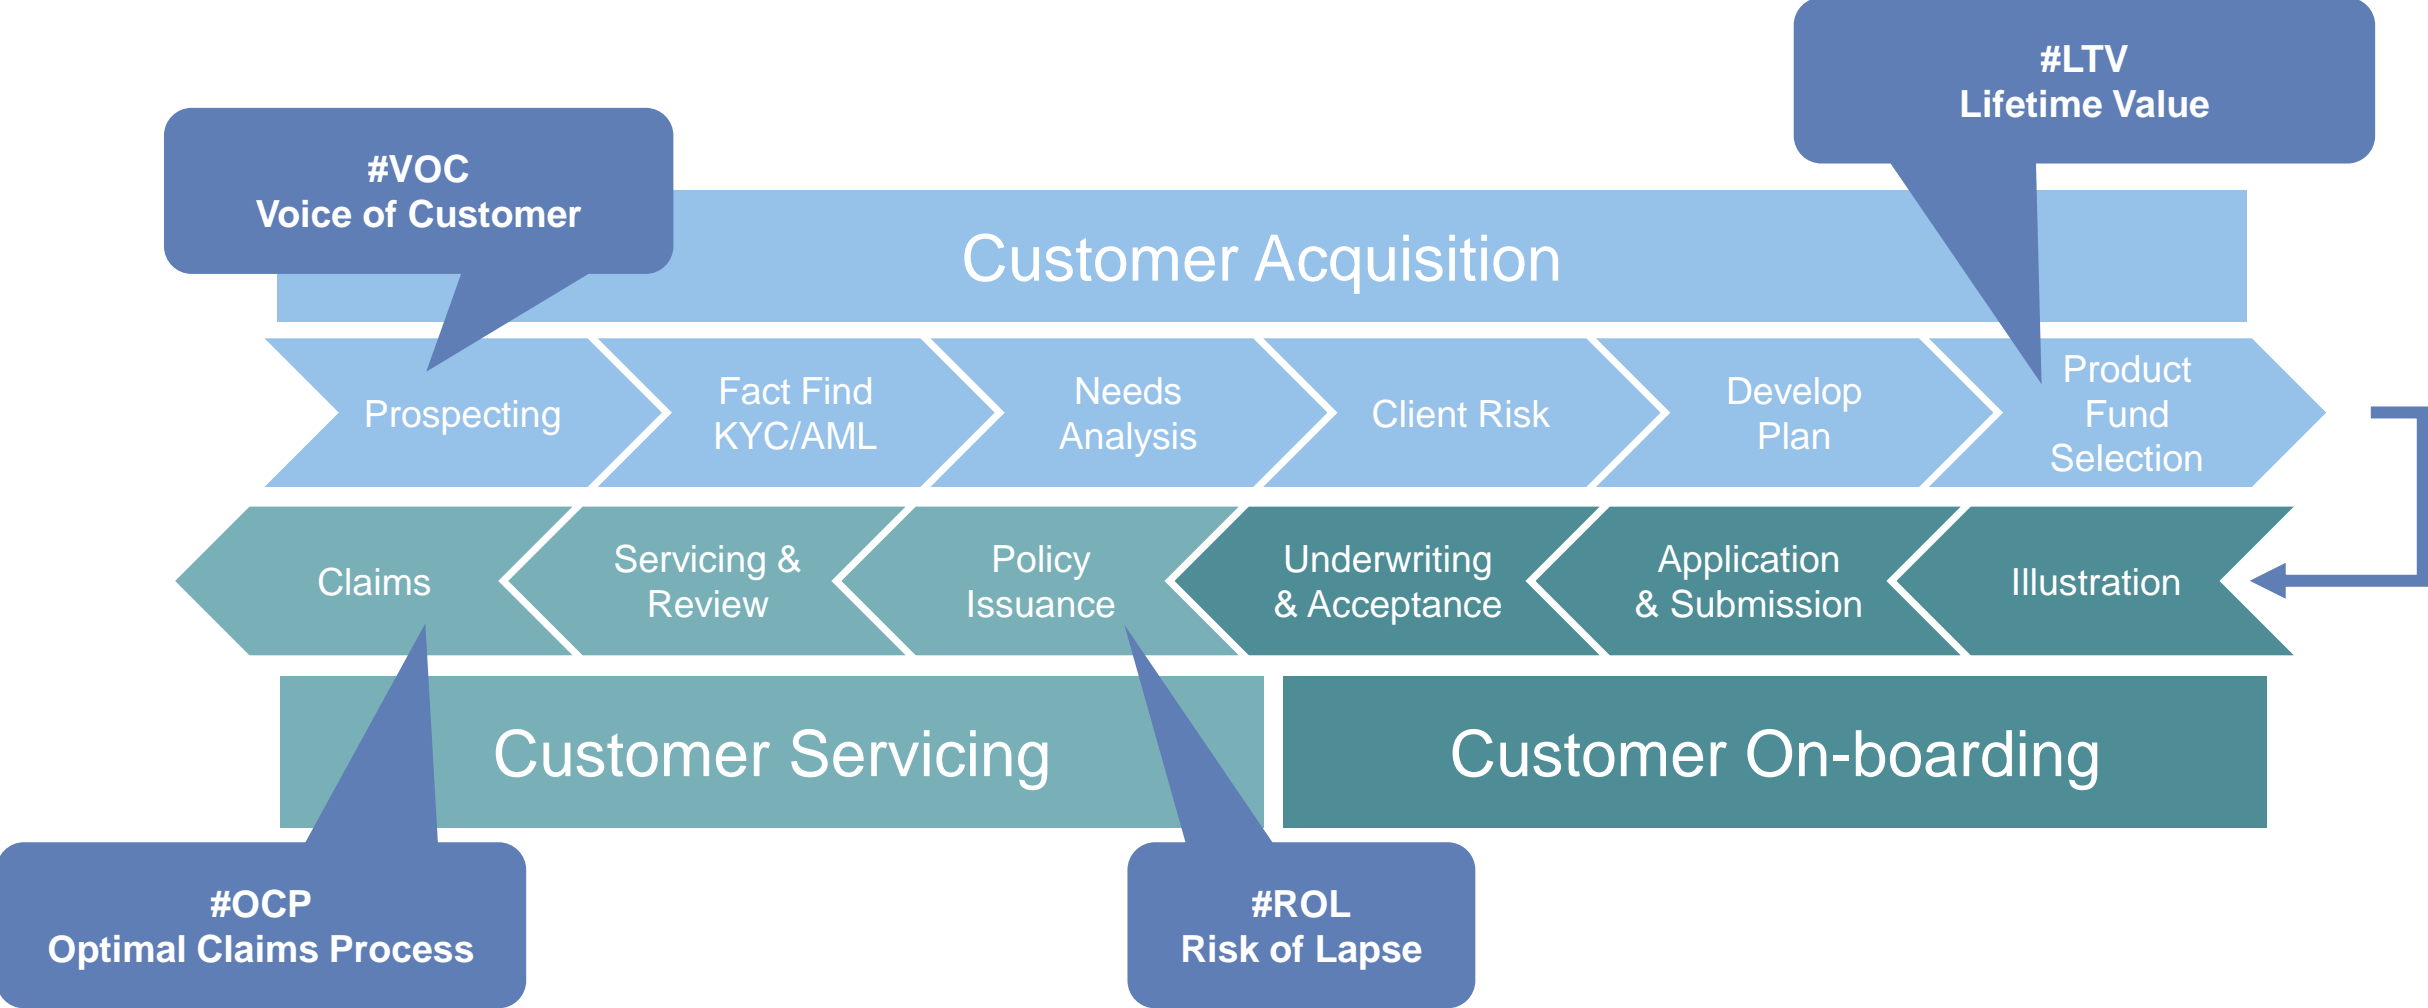 #LTV
Lifetime Value
#VOC
Voice of Customer
Customer Acquisition
Prospecting
Fact Find
KYC/AML
Needs
Analysis
Client Risk
Develop
Plan
Product
Fund
Selection
Claims
Servicing &
Review
Policy
Issuance
Underwriting
& Acceptance
Application
& Submission
Illustration
Customer Servicing
Customer On-boarding
#OCP
Optimal Claims Process
#ROL
Risk of Lapse